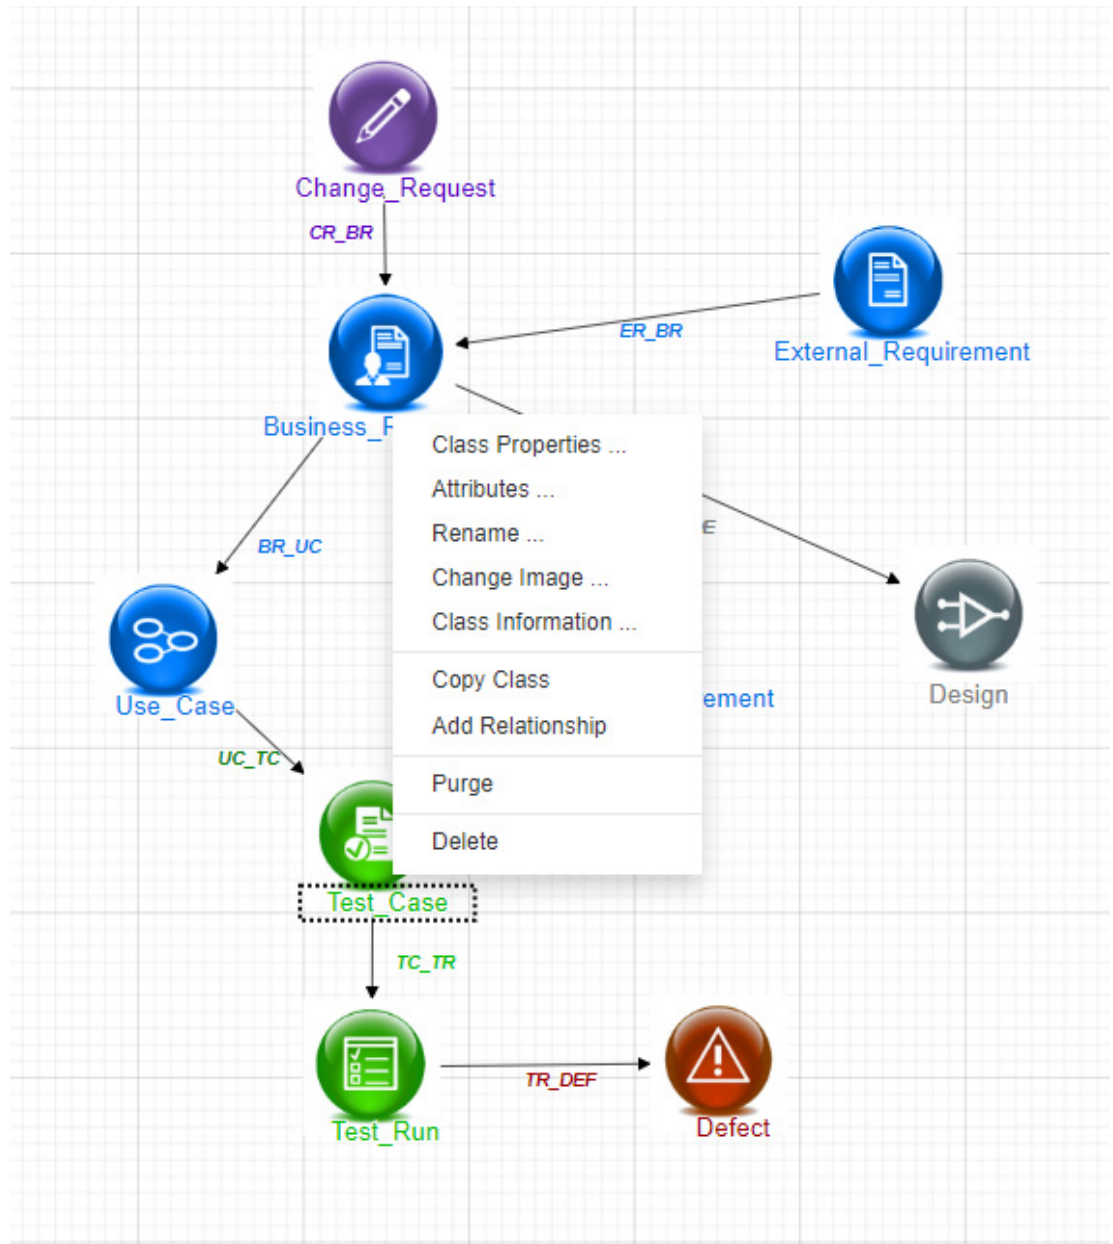 Change_Request
CR_BR
ER_BR
External_Requirement
Business_
Class Properties ...
Attributes ...
Rename ...
Change Image ...
Class Information ...
Copy Class
Add Relationship
Purge
Delete
E
BR_UC
Use_Case
ement
Design
UC_TC
Test_Case
TC_TR
Test_Run
TR_DEF
Defect